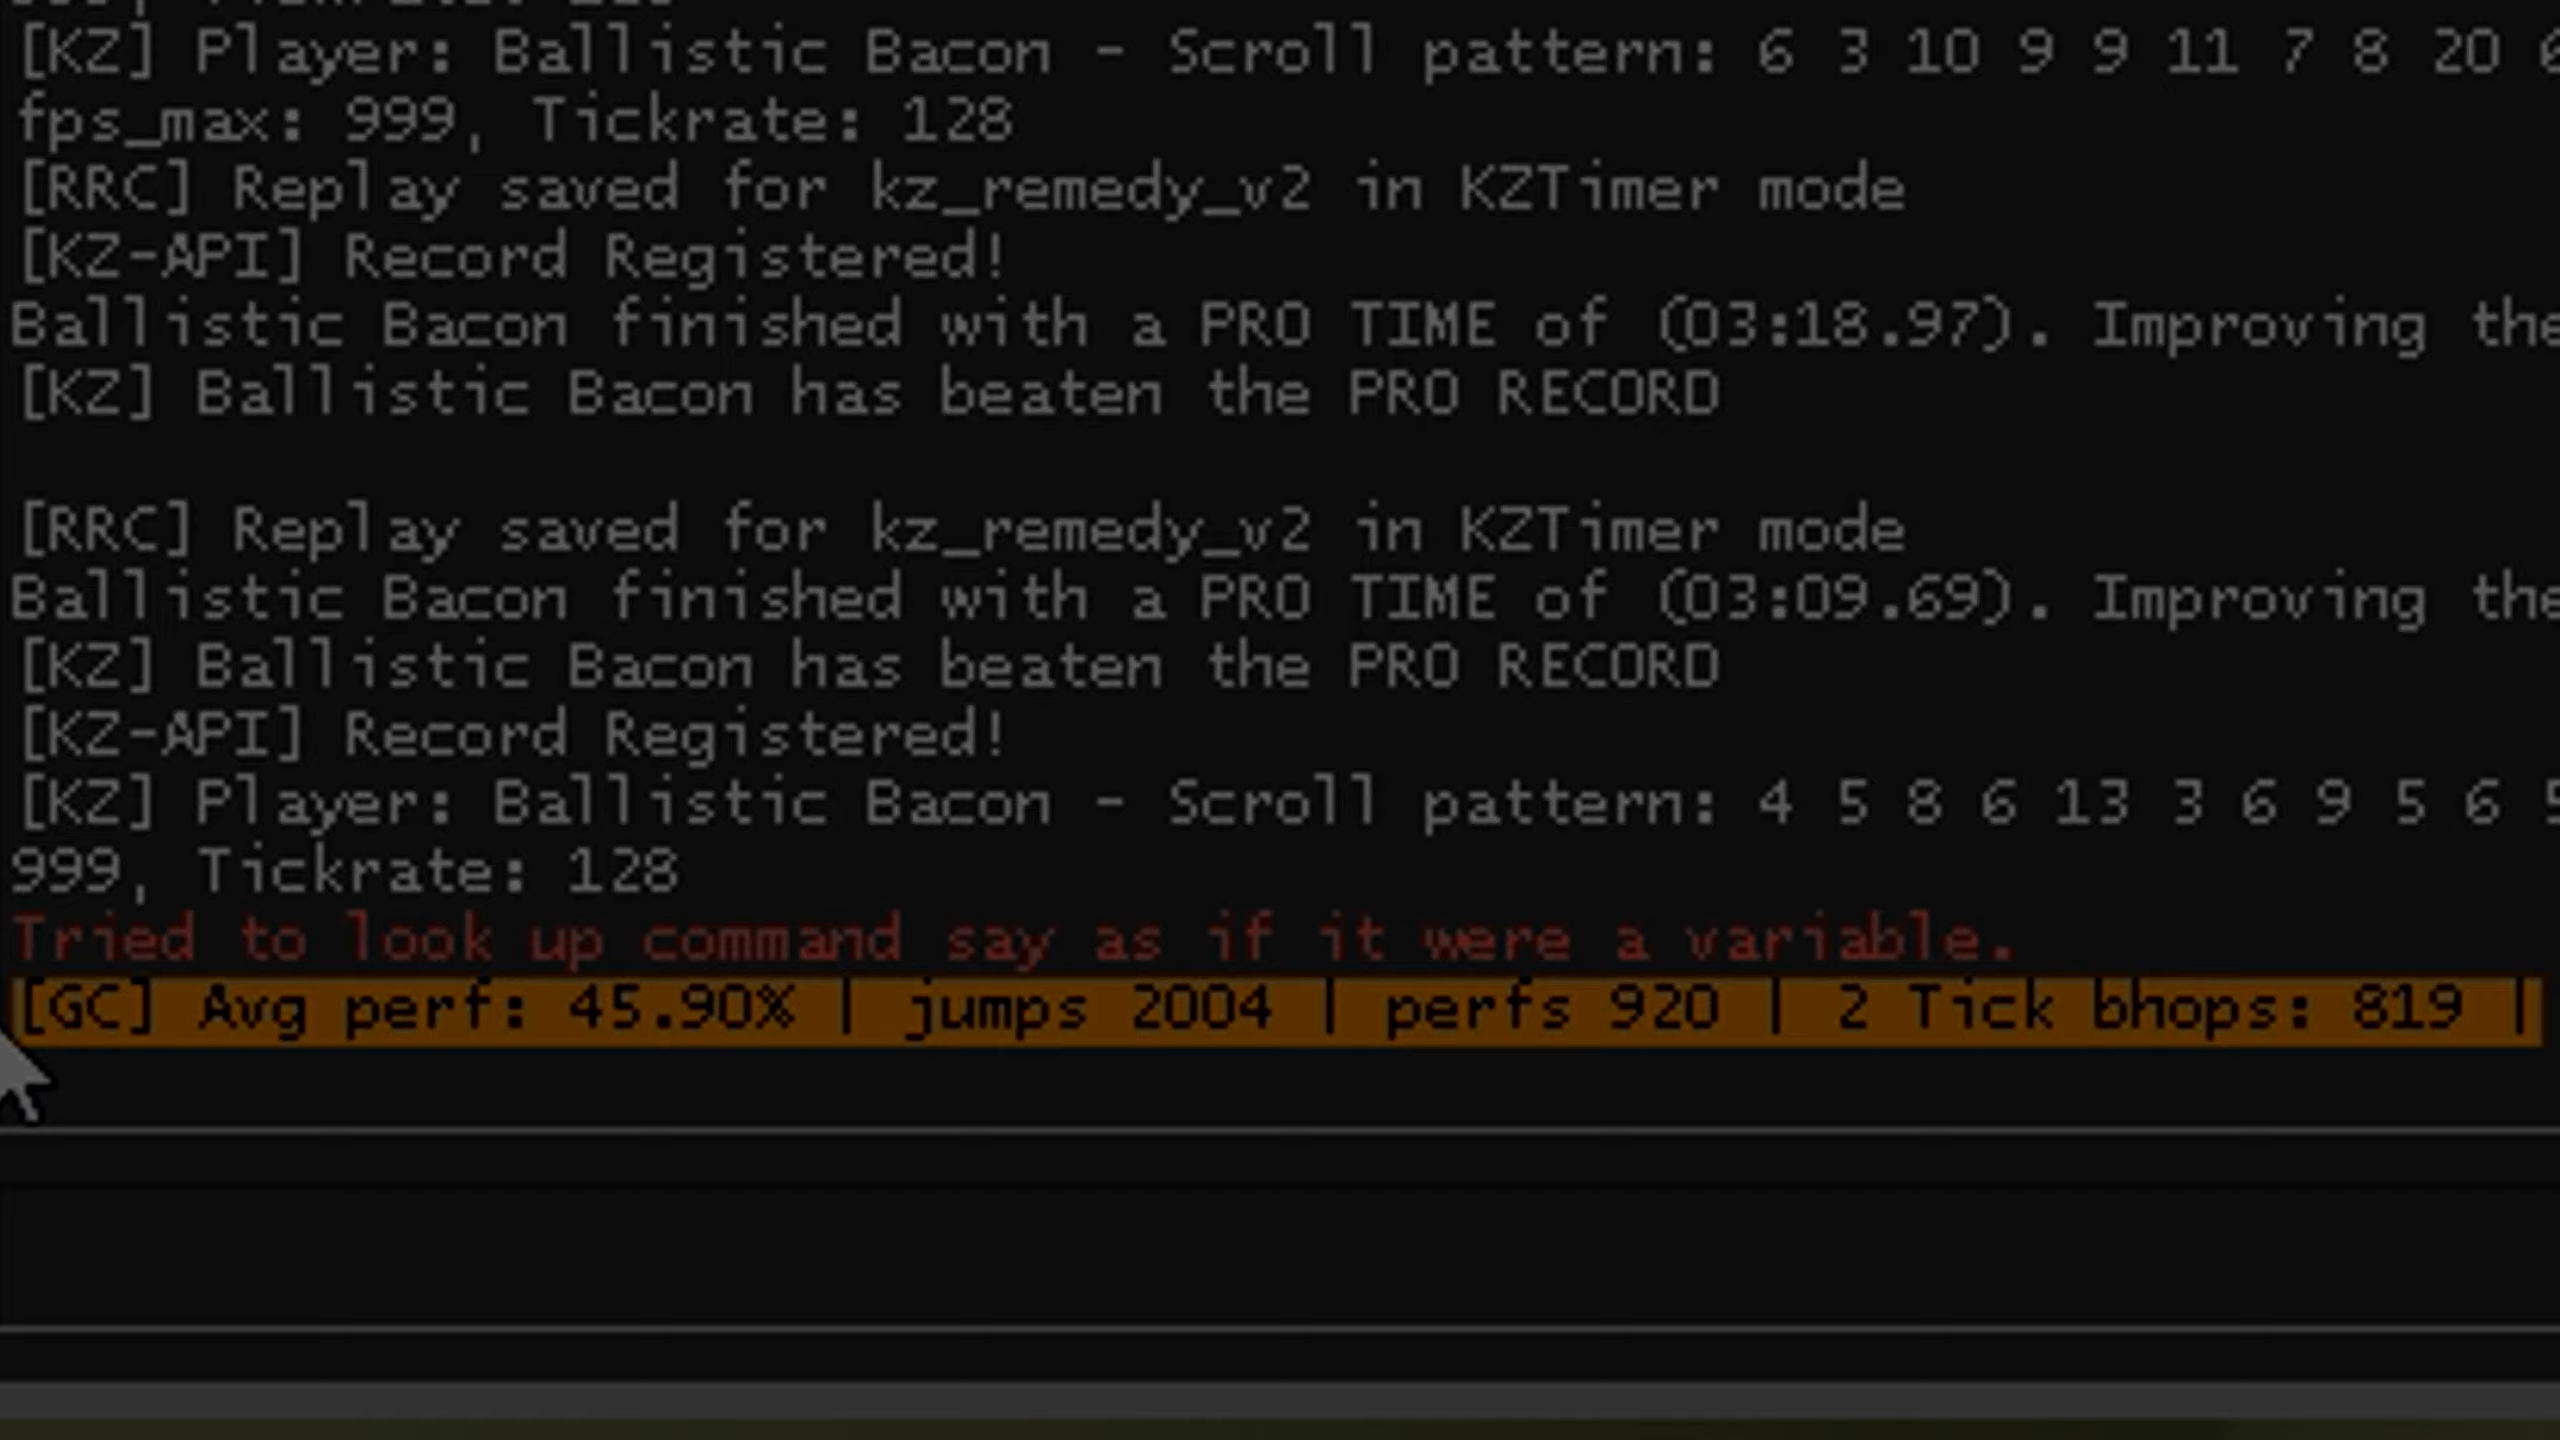 [KZ] Player: Ballistic Bacon - Scroll pattern: 6 3 10 9 9 11 7 8 20
fps_max: 999, Tickrate: 128
[RRC] Replay saved for kz_remedy_v2 in KZTimer mode
[KZ-API] Record Registered!
Ballistic Bacon finished with a PRO TIME of (03:18.97). Improving the
[KZ] Ballistic Bacon has beaten the PRO RECORD
[RRC] Replay saved for kz_remedy_v2 in KZTimer mode
Ballistic Bacon finished with a PRO TIME of (03:09.69). Improving the
[KZ] Ballistic Bacon has beaten the PRO RECORD
[KZ-API] Record Registered!
[KZ] Player: Ballistic Bacon - Scroll pattern: 4 5 8 6 13 3 6 9 5 6
999, Tickrate: 128
Tried to look up command say as if it were a variable.
[GC] Avg perf: 45.90% | jumps 2004 | perfs 920 | 2 Tick bhops: 819 |